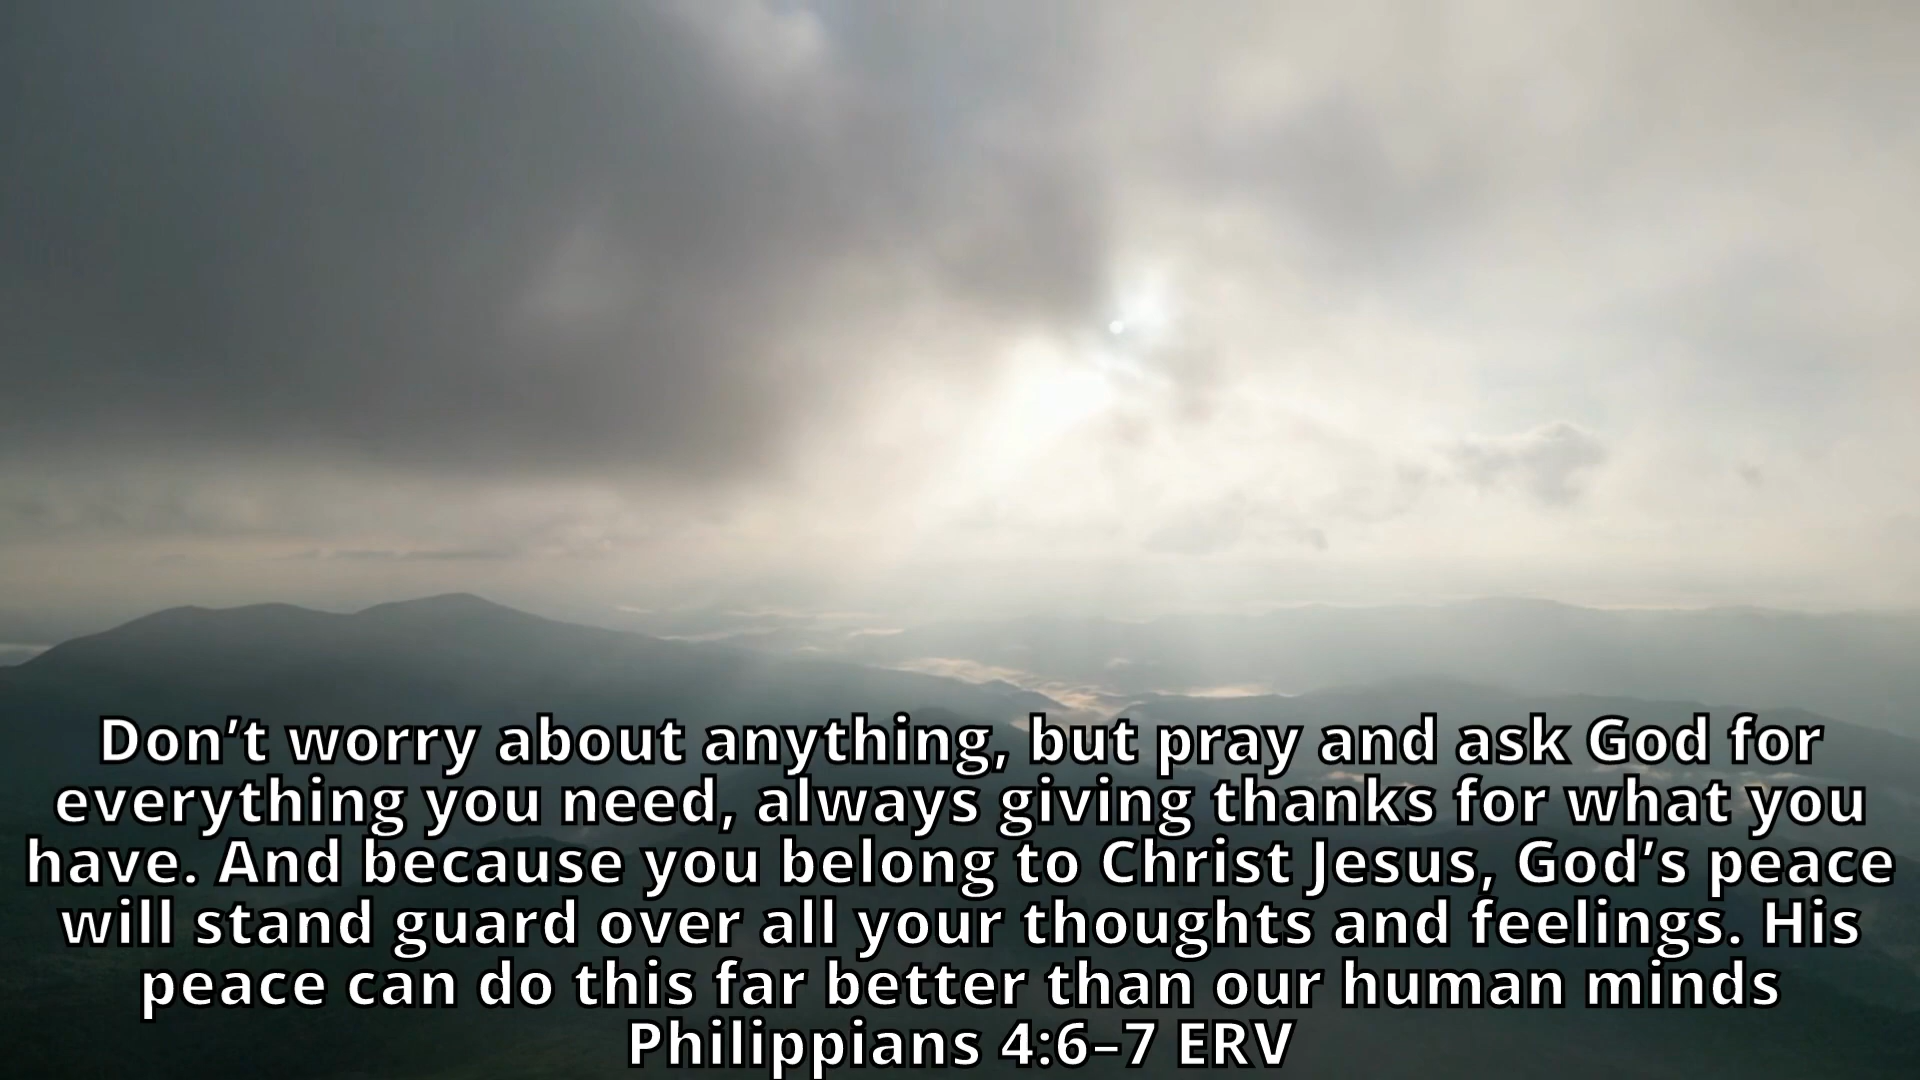 Don’t worry about anything, but pray and ask God for
everything you need, always giving thanks for what you
have. And because you belong to Christ Jesus, God’s peace
will stand guard over all your thoughts and feelings. His
peace can do this far better than our human minds
Philippians 4:6–7 ERV